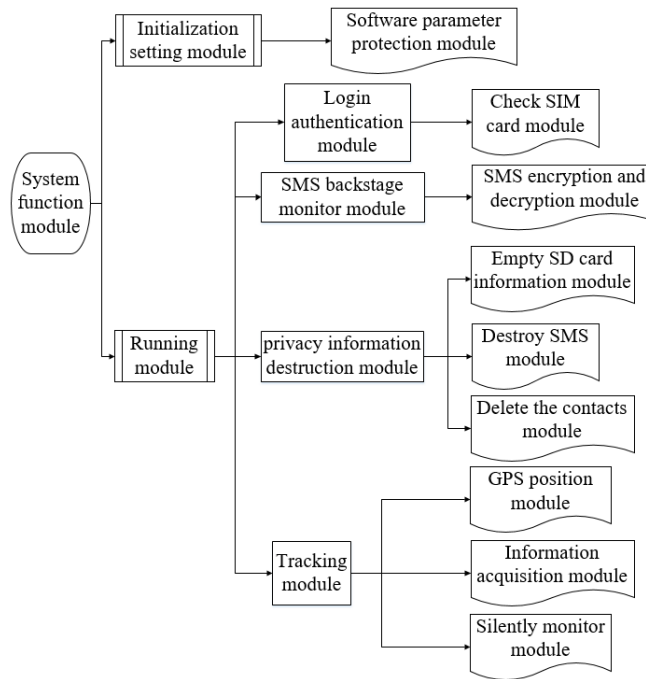 Initialization
setting module
Software parameter
protection module
Login
authentication
module
Check SIM
card module
System
function
module
SMS backstage
monitor module
SMS encryption and
decryption module
Empty SD card
information module
Running
module
privacy information
destruction module
Destroy SMS
module
Delete the contacts
module
GPS position
module
Tracking
module
Information
acquisition module
Silently monitor
module